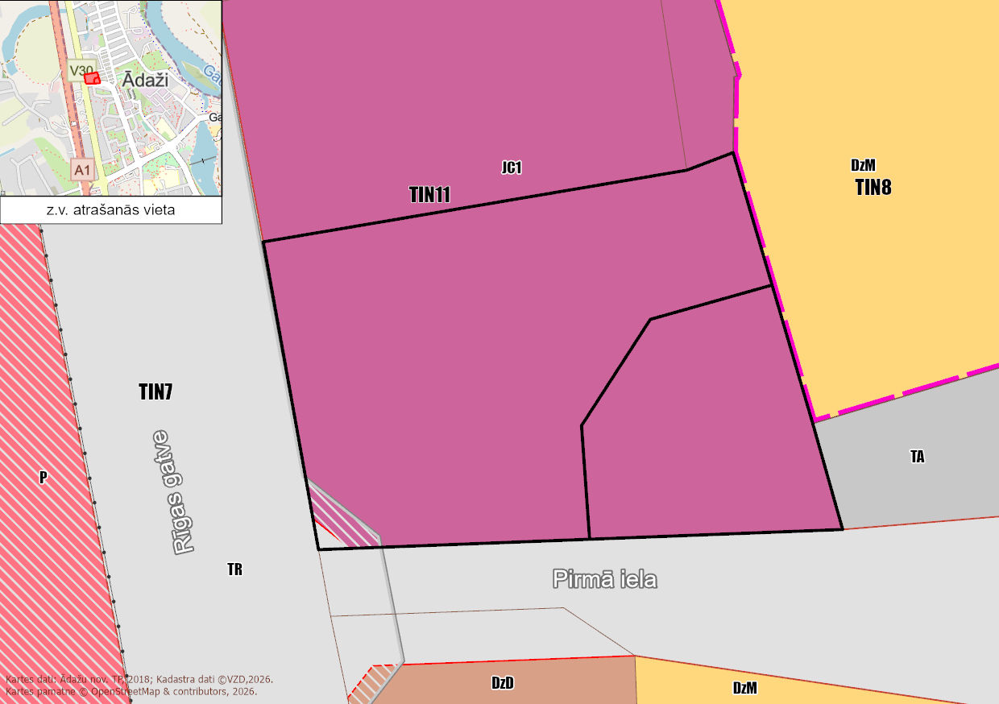 V30
Ādaži
A1
z.v. atrašanās vieta
JC1
TIN11
DzM
TIN8
TIN7
Rīgas gatve
P
TA
TR
Pirmā iela
DzD
DzM
Kartes dati: Ādažu nov. TP, 2018; Kadastra dati ©VZD,2026.
Kartes pamatne © OpenStreetMap & contributors, 2026.